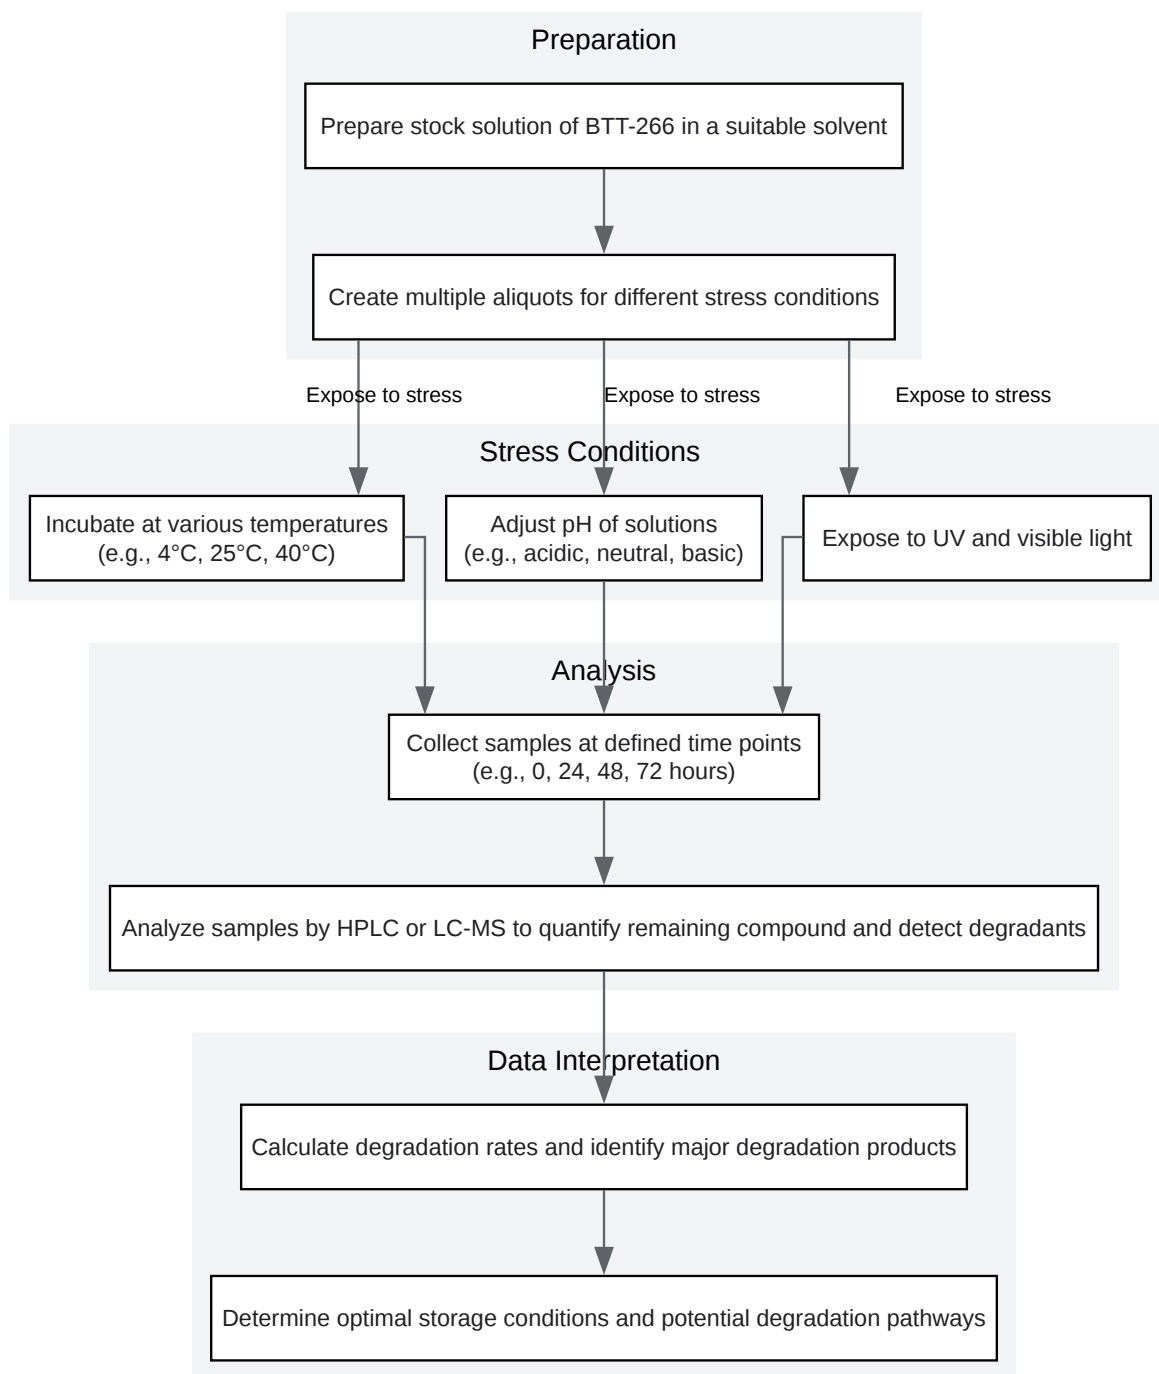 Preparation
Prepare stock solution of BTT-266 in a suitable solvent
Create multiple aliquots for different stress conditions
Expose to stress
Expose to stress
Expose to stress
Stress Conditions
Incubate at various temperatures
(e.g., 4°C, 25°C, 40°C)
Adjust pH of solutions
(e.g., acidic, neutral, basic)
Expose to UV and visible light
Analysis
Collect samples at defined time points
(e.g., 0, 24, 48, 72 hours)
Analyze samples by HPLC or LC-MS to quantify remaining compound and detect degradants
Data Interpretation
Calculate degradation rates and identify major degradation products
Determine optimal storage conditions and potential degradation pathways